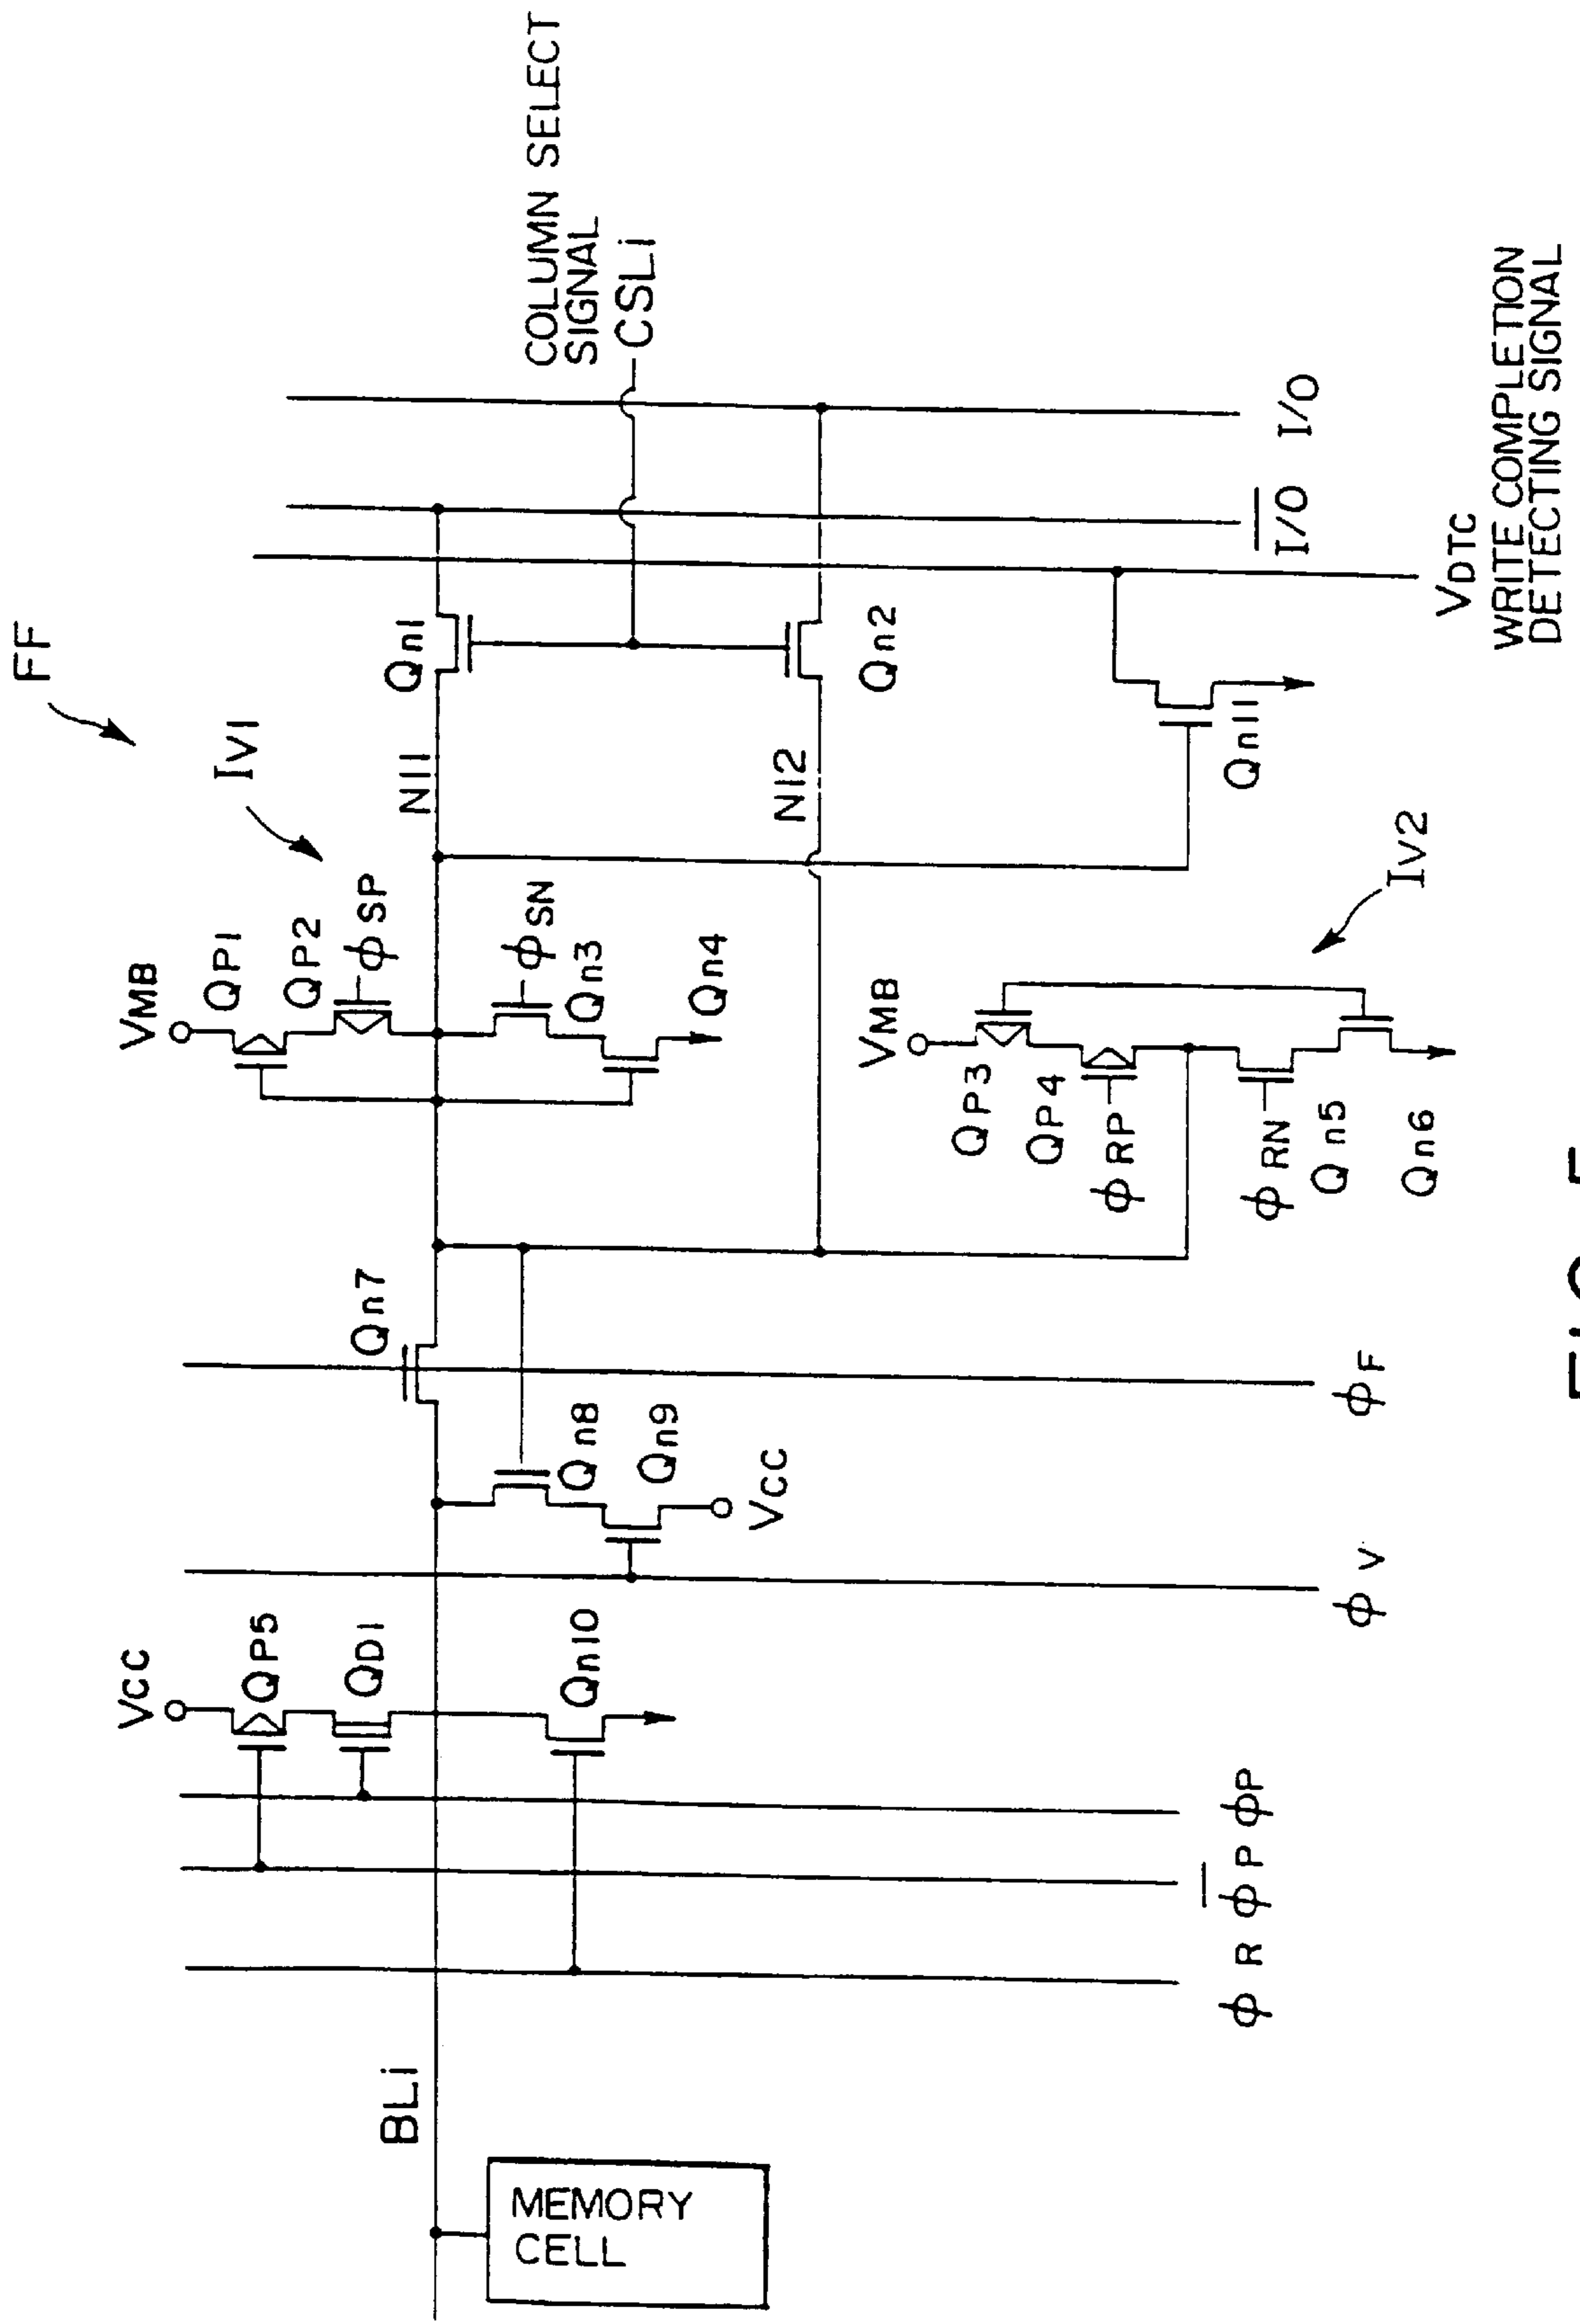 FF
IV1
VMB
QP1
QP2
φSP
φSN
Qn3
Qn4
N11
Qn1
COLUMN SELECT
SIGNAL
CSLi
N12
Qn2
Qn11
I/O
I/O
VDTC
WRITE COMPLETION
DETECTING SIGNAL
IV2
VMB
QP3
QP4
φRP
φRN
Qn5
Qn6
Qn7
φF
Qn8
Qn9
VCC
φV
VCC
QP5
QD1
Qn10
φP
φP
φR
BLi
MEMORY
CELL